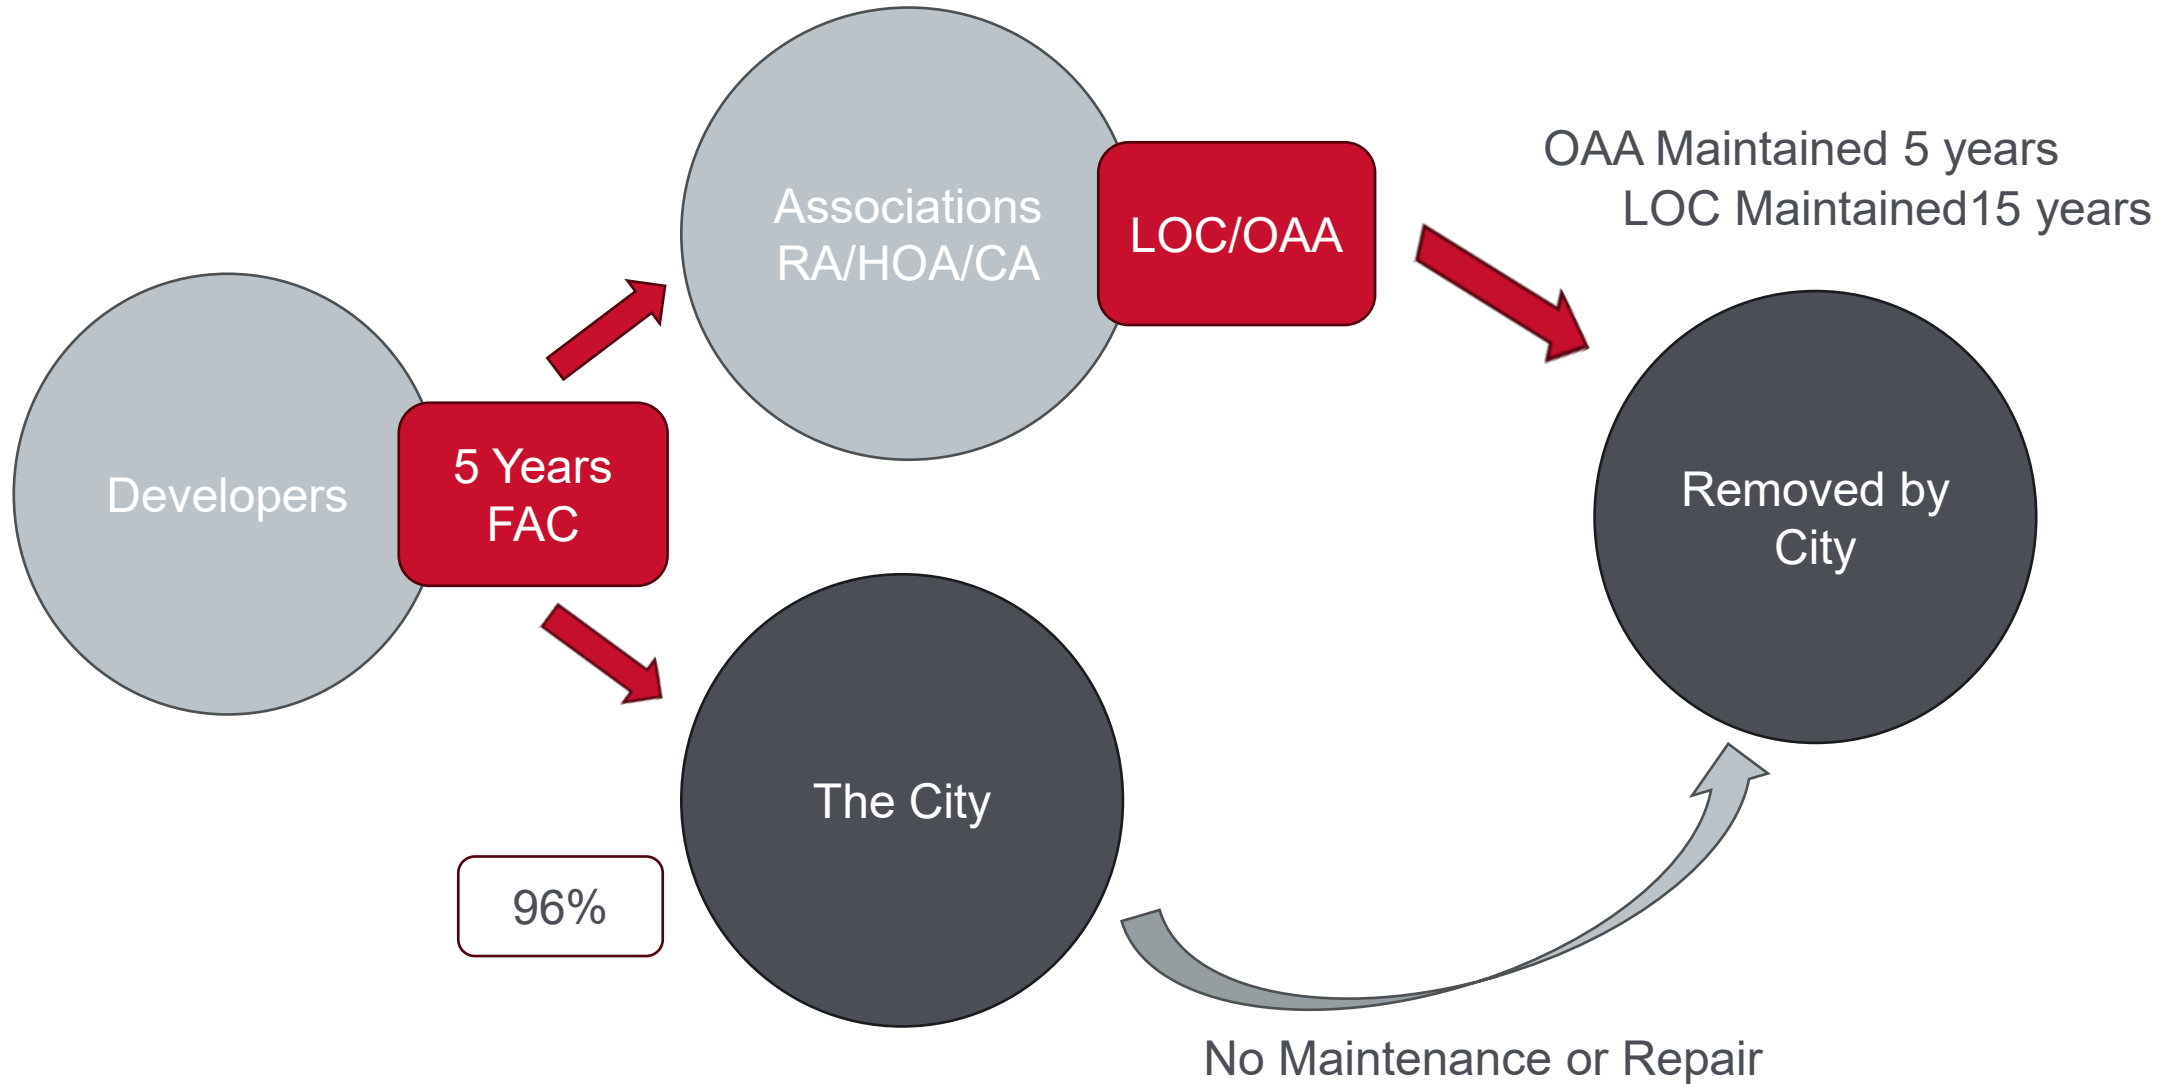 Developers
5 Years
FAC
Associations
RA/HOA/CA
LOC/OAA
OAA Maintained 5 years
LOC Maintained15 years
Removed by
City
The City
96%
No Maintenance or Repair